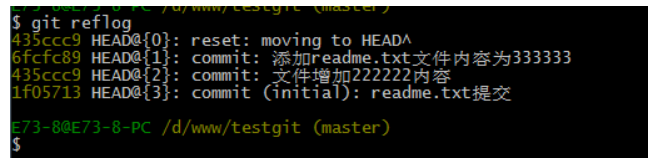 E73-8@E73-8-PC /d/www/testgit (master)
$ git reflog
435ccc9 HEAD@{0}: reset: moving to HEAD^
6fcfc89 HEAD@{1}: commit: 添加readme.txt文件内容为333333
435ccc9 HEAD@{2}: commit: 文件增加222222内容
1f05713 HEAD@{3}: commit (initial): readme.txt提交
E73-8@E73-8-PC /d/www/testgit (master)
$